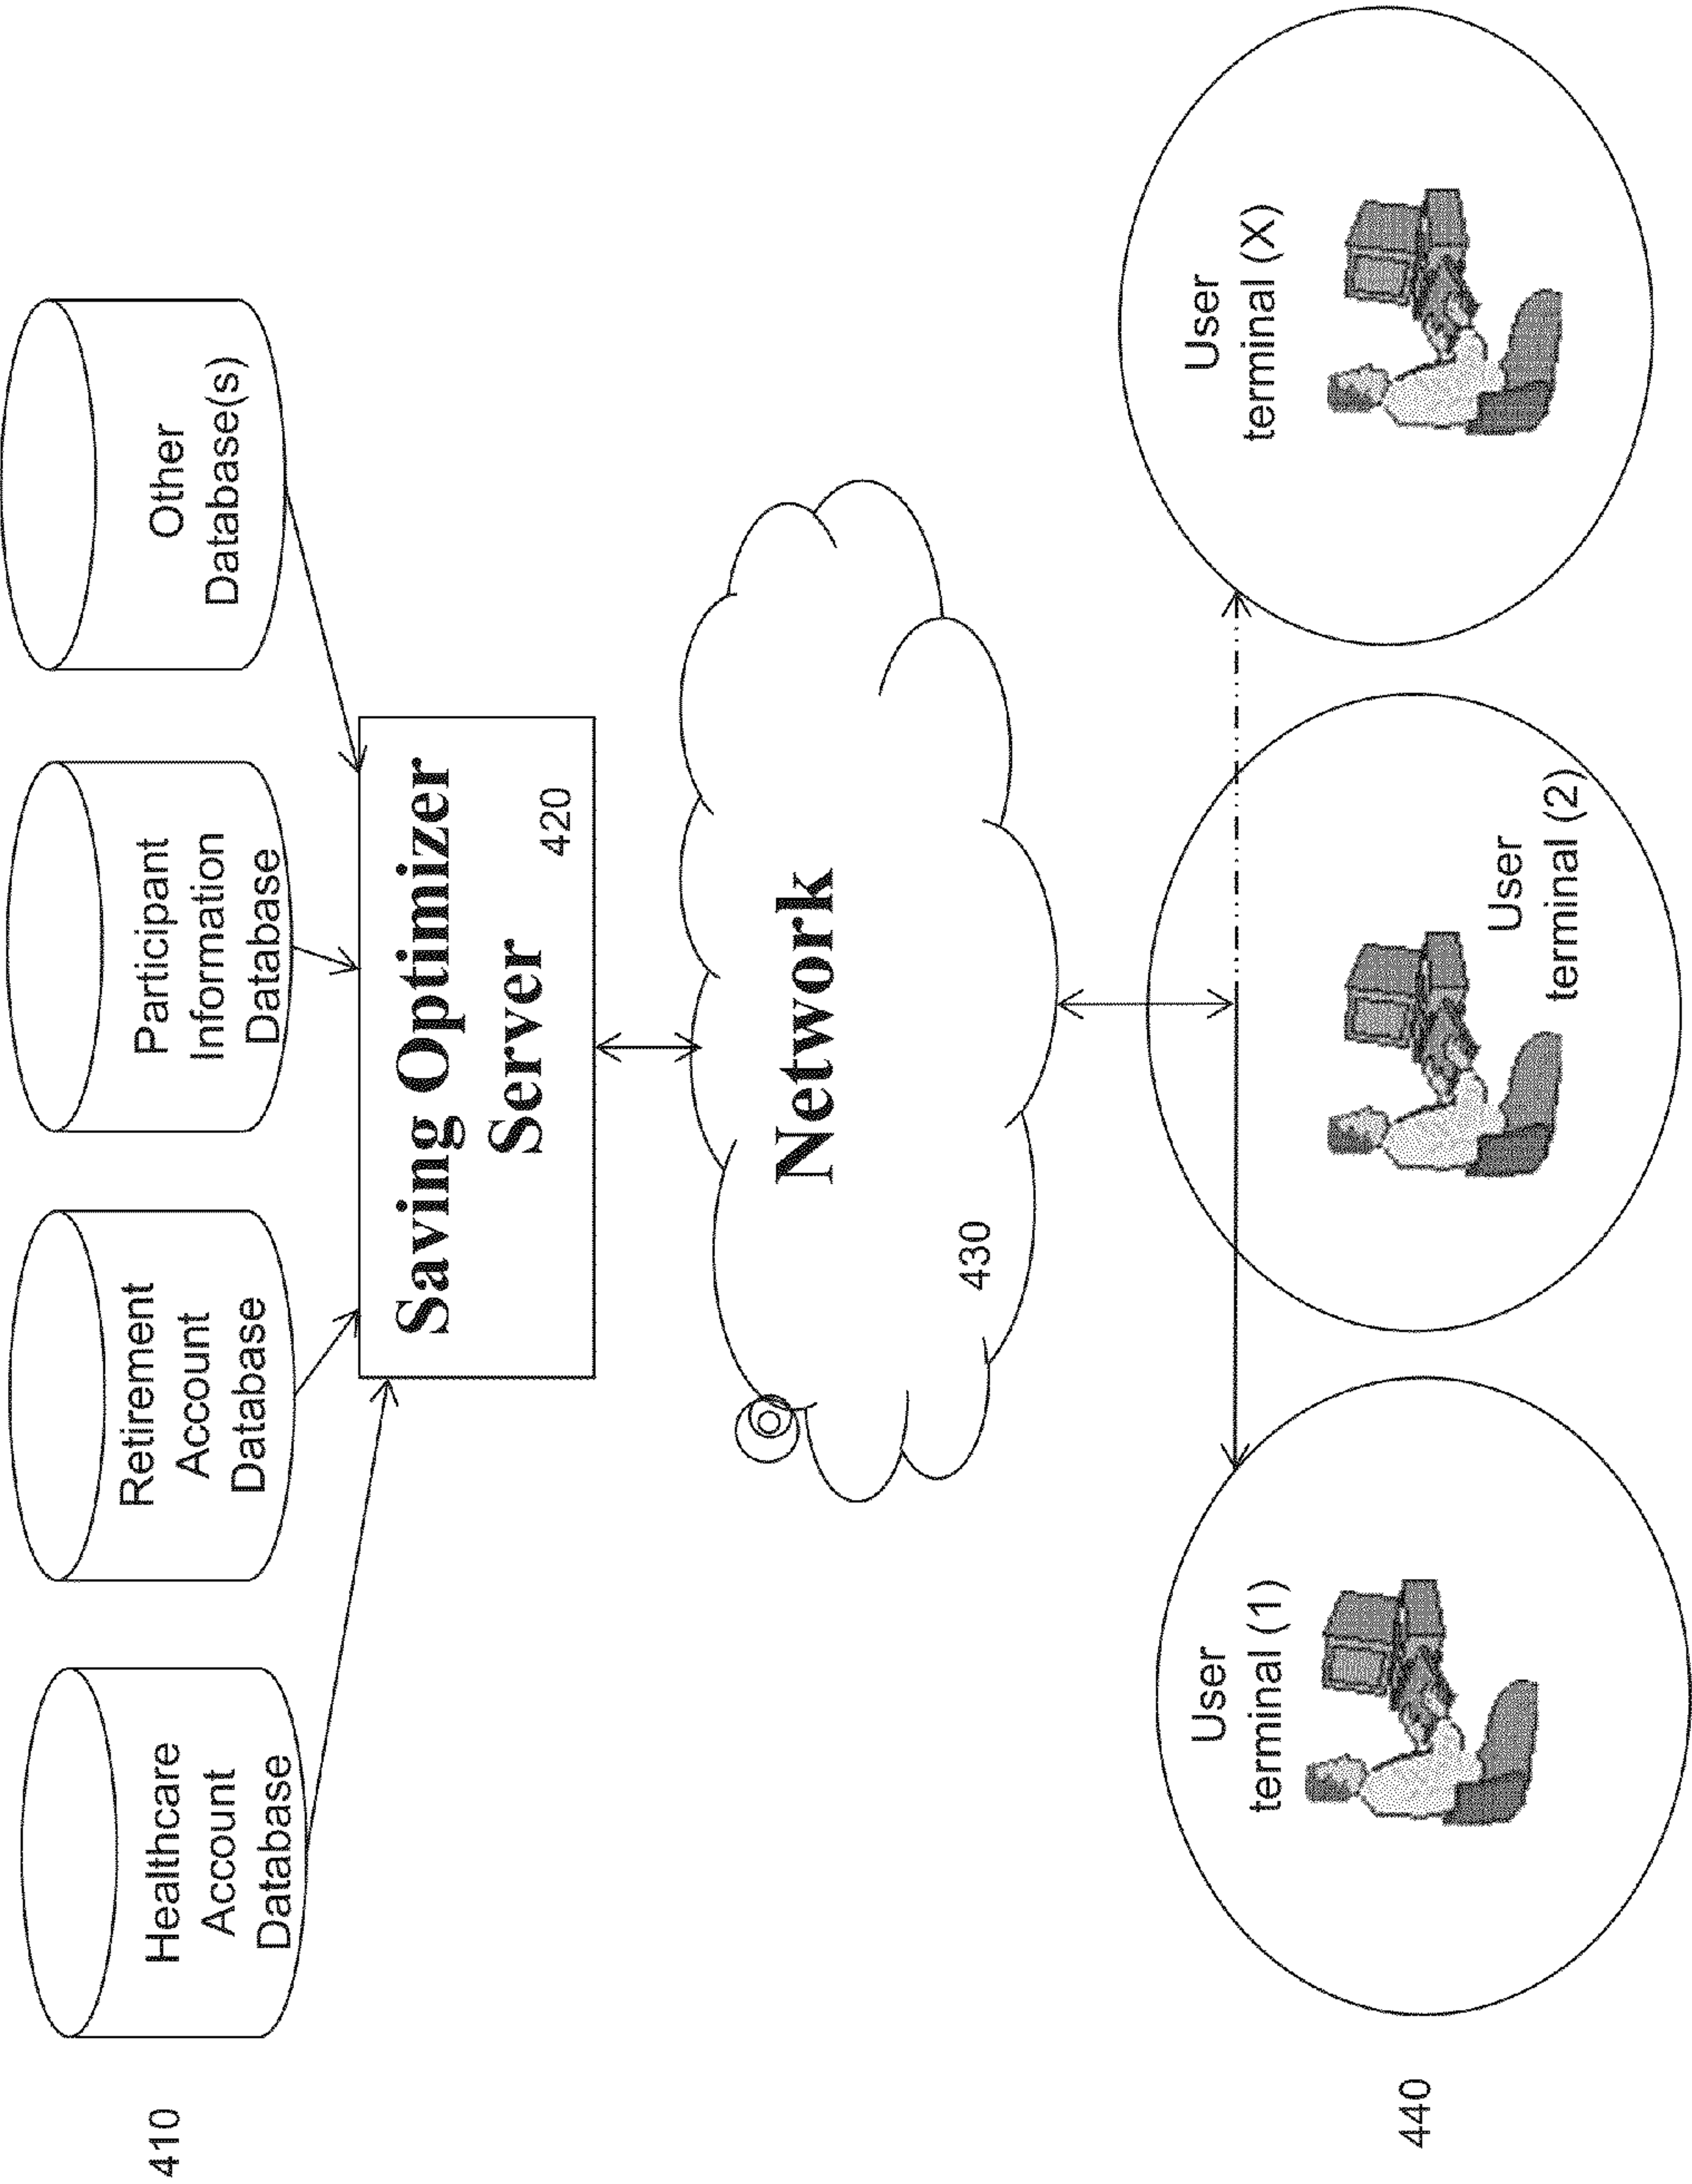 410
Healthcare
Account
Database
Retirement
Account
Database
Participant
Information
Database
Other
Database(s)
Saving Optimizer
Server
420
Network
430
440
User
terminal (1)
User
terminal (2)
User
terminal (X)